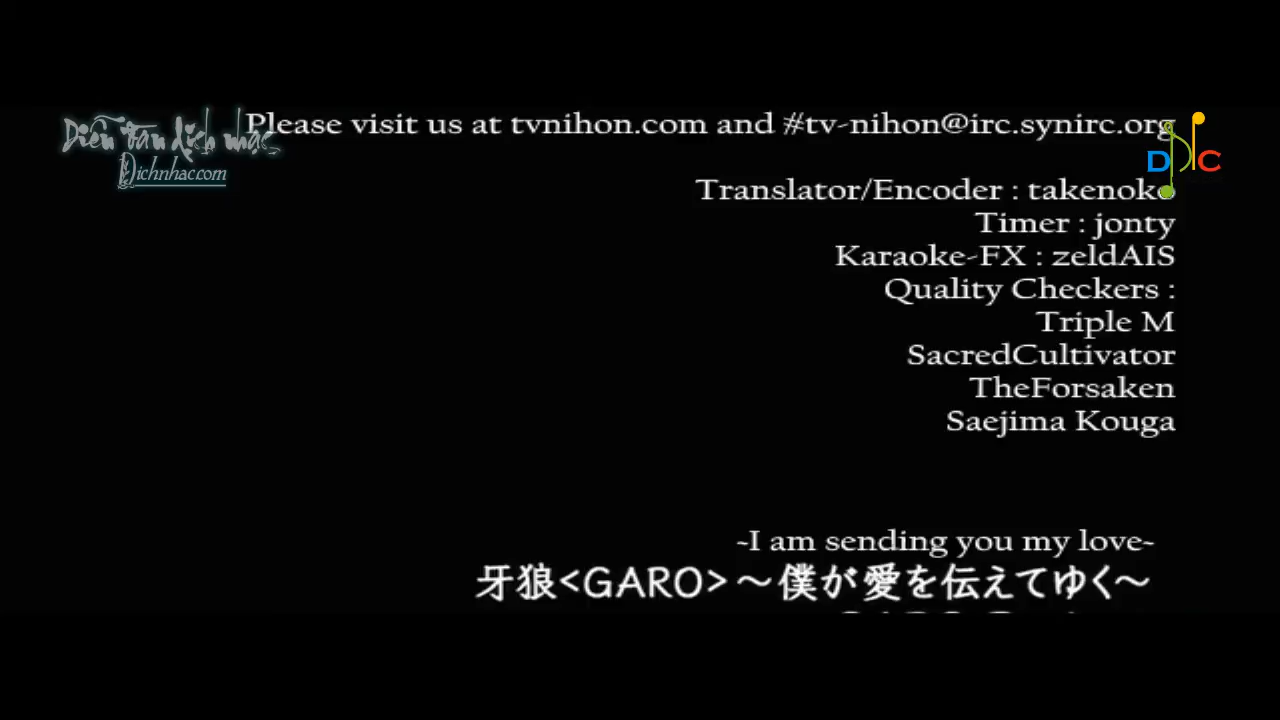 Diễn đàn dịch nhạc
Dichnhac.com
Please visit us at tvnihon.com and #tv-nihon@irc.synirc.org
D C
Translator/Encoder : takenoko
Timer : jonty
Karaoke-FX : zeldAIS
Quality Checkers :
Triple M
SacredCultivator
TheForsaken
Saejima Kouga
~I am sending you my love~
牙狼<GARO>～僕が愛を伝えてゆく～